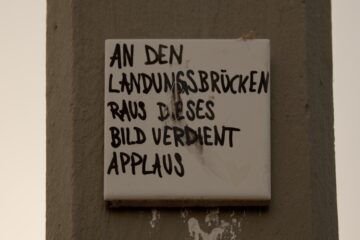 AN DEN
LANDUNGSBRÜCKEN
RAUS DIESES
BILD VERDIENT
APPLAUS